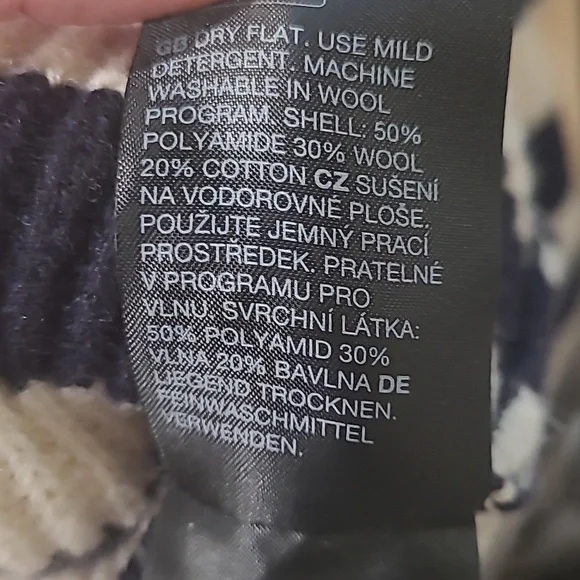 GB DRY FLAT. USE MILD
DETERGENT. MACHINE
WASHABLE IN WOOL
PROGRAM. SHELL: 50%
POLYAMIDE 30% WOOL
20% COTTON CZ SUŠENÍ
NA VODOROVNÉ PLOŠE.
POUŽIJTE JEMNÝ PRACÍ
PROSTŘEDEK. PRATELNÉ
V PROGRAMU PRO
VLNU. SVRCHNÍ LÁTKA:
50% POLYAMID 30%
VLNA 20% BAVLNA DE
LIEGEND TROCKNEN.
FEINWASCHMITTEL
VERWENDEN.